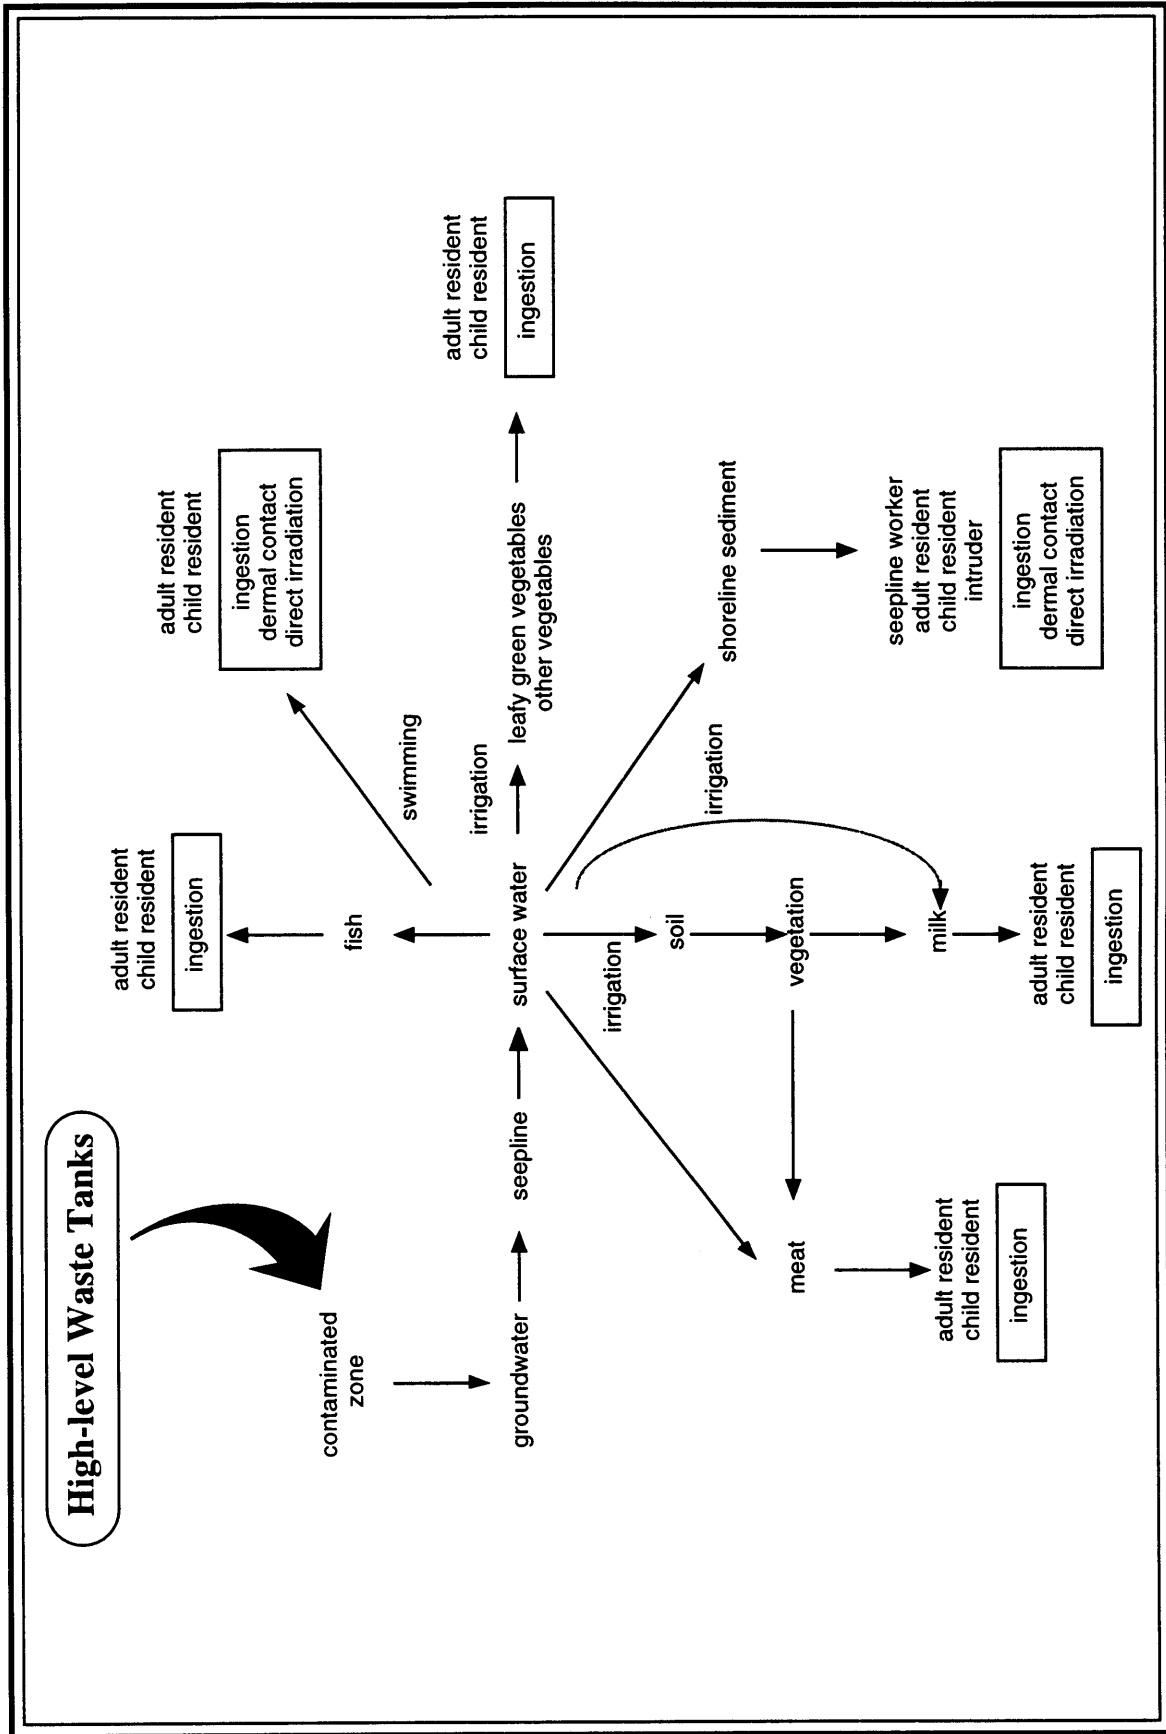 High-level Waste Tanks
contaminated
zone
groundwater
seepline
surface water
fish
adult resident
child resident
ingestion
swimming
adult resident
child resident
ingestion
dermal contact
direct irradiation
irrigation
leafy green vegetables
other vegetables
adult resident
child resident
ingestion
shoreline sediment
seepline worker
adult resident
child resident
intruder
ingestion
dermal contact
direct irradiation
irrigation
irrigation
soil
vegetation
milk
adult resident
child resident
ingestion
meat
adult resident
child resident
ingestion